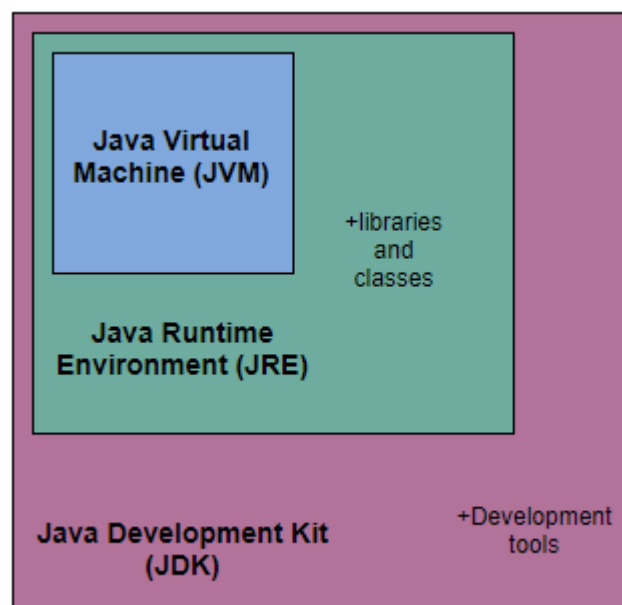 Java Virtual
Machine (JVM)
+libraries
and
classes
Java Runtime
Environment (JRE)
Java Development Kit
(JDK)
+Development
tools